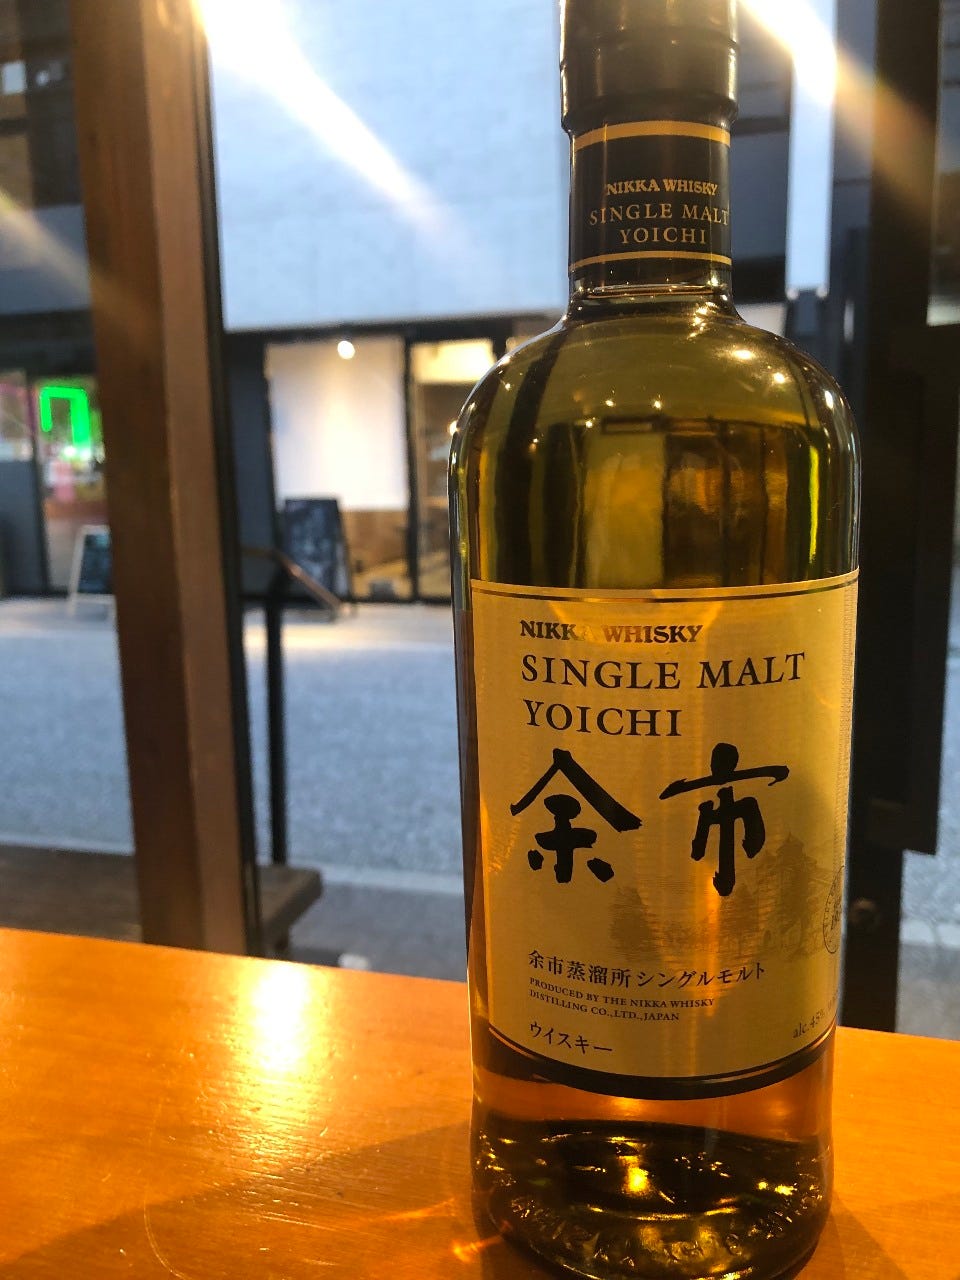 NIKKA WHISKY
SINGLE MALT
YOICHI
NIKKA WHISKY
SINGLE MALT
YOICHI
余市
余市蒸溜所シングルモルト
PRODUCED BY THE NIKKA WHISKY
DISTILLING CO.,LTD.,JAPAN
ウイスキー
alc.45%